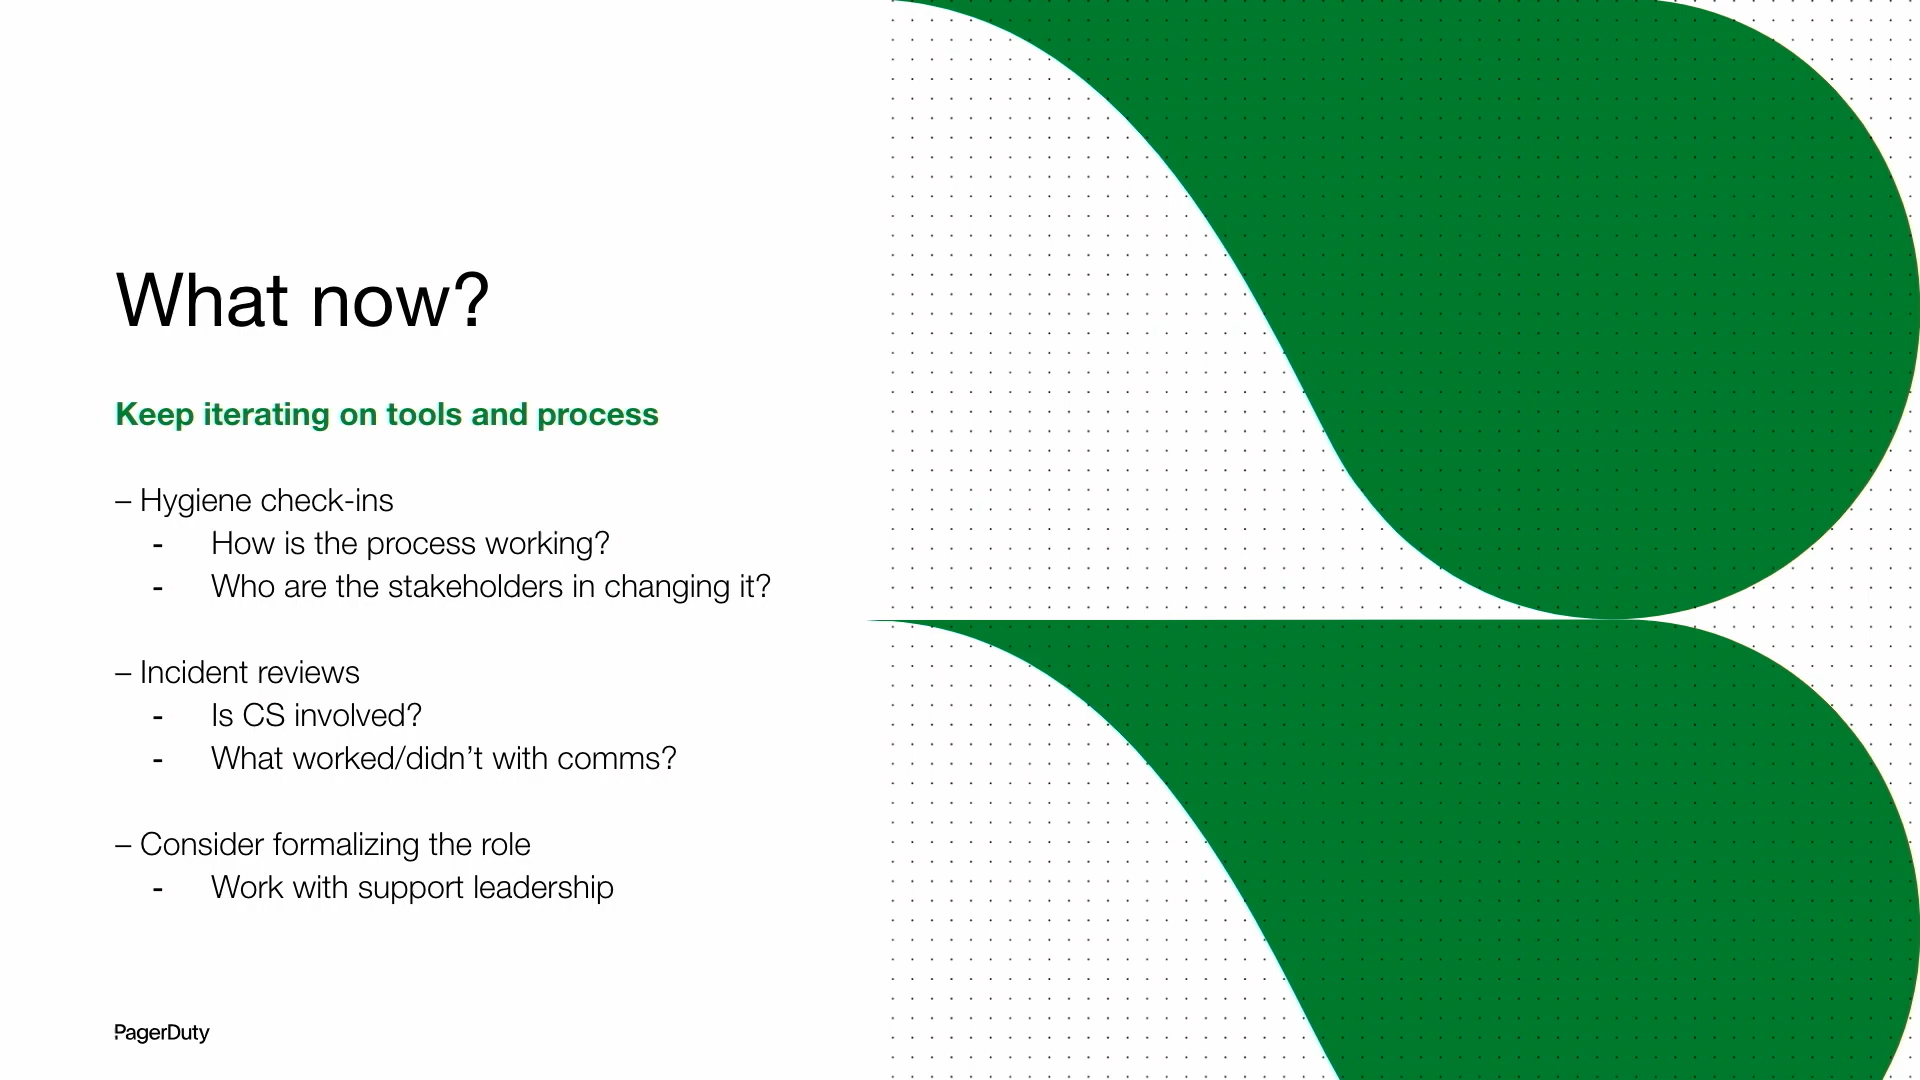 What now?
Keep iterating on tools and process
– Hygiene check-ins
- How is the process working?
- Who are the stakeholders in changing it?
– Incident reviews
- Is CS involved?
- What worked/didn’t with comms?
– Consider formalizing the role
- Work with support leadership
PagerDuty